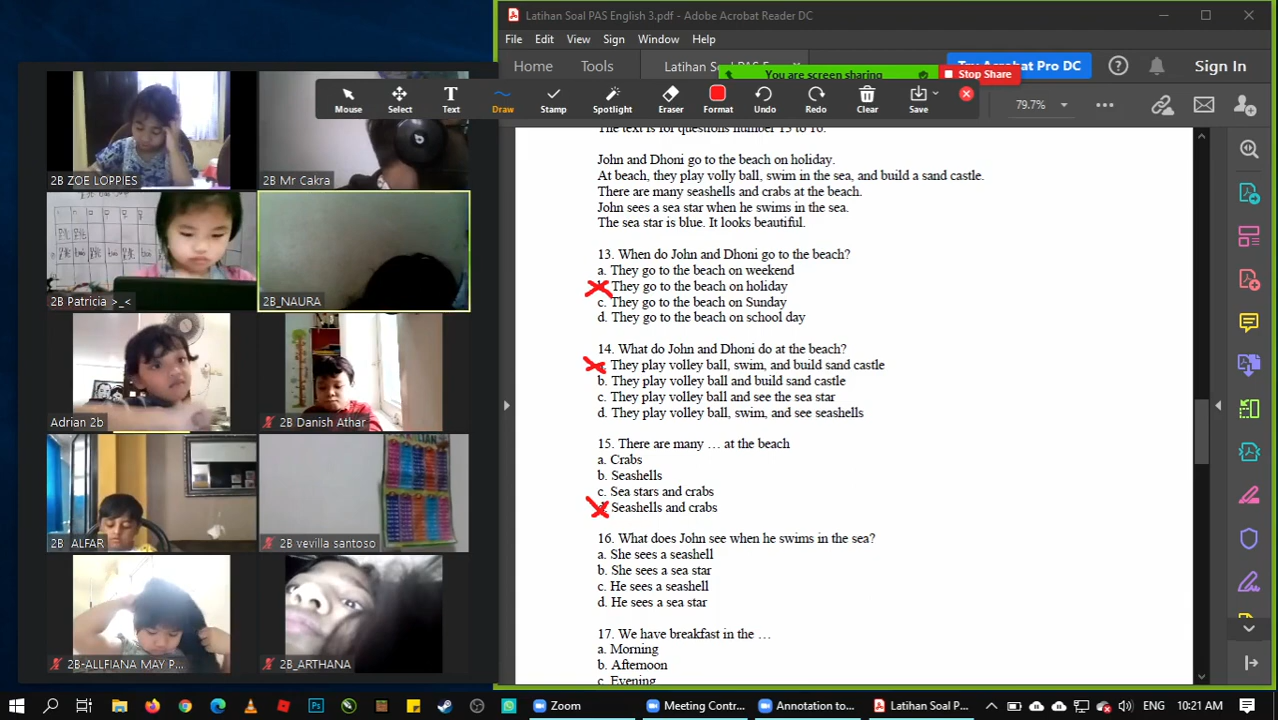 Latihan Soal PAS English 3.pdf - Adobe Acrobat Reader DC
File Edit View Sign Window Help
Home Tools Latihan Soal PAS
Try Acrobat Pro DC
Sign In
You are screen sharing
Stop Share
Mouse Select Text Draw Stamp Spotlight Eraser Format Undo Redo Clear Save
79.7%
The text is for questions number 13 to 16.
John and Dhoni go to the beach on holiday.
At beach, they play volly ball, swim in the sea, and build a sand castle.
There are many seashells and crabs at the beach.
John sees a sea star when he swims in the sea.
The sea star is blue. It looks beautiful.
13. When do John and Dhoni go to the beach?
a. They go to the beach on weekend
They go to the beach on holiday
c. They go to the beach on Sunday
d. They go to the beach on school day
14. What do John and Dhoni do at the beach?
They play volley ball, swim, and build sand castle
b. They play volley ball and build sand castle
c. They play volley ball and see the sea star
d. They play volley ball, swim, and see seashells
15. There are many … at the beach
a. Crabs
b. Seashells
c. Sea stars and crabs
Seashells and crabs
16. What does John see when he swims in the sea?
a. She sees a seashell
b. She sees a sea star
c. He sees a seashell
d. He sees a sea star
17. We have breakfast in the …
a. Morning
b. Afternoon
c. Evening
2B ZOE LOPPIES
2B Mr Cakra
2B Patricia >_<
2B_NAURA
Adrian 2b
2B Danish Athar
2B_ALFAR
2B vevilla santoso
2B-ALLFIANA MAY P...
2B_ARTHANA
Zoom
Meeting Contr...
Annotation to...
Latihan Soal P...
ENG
10:21 AM